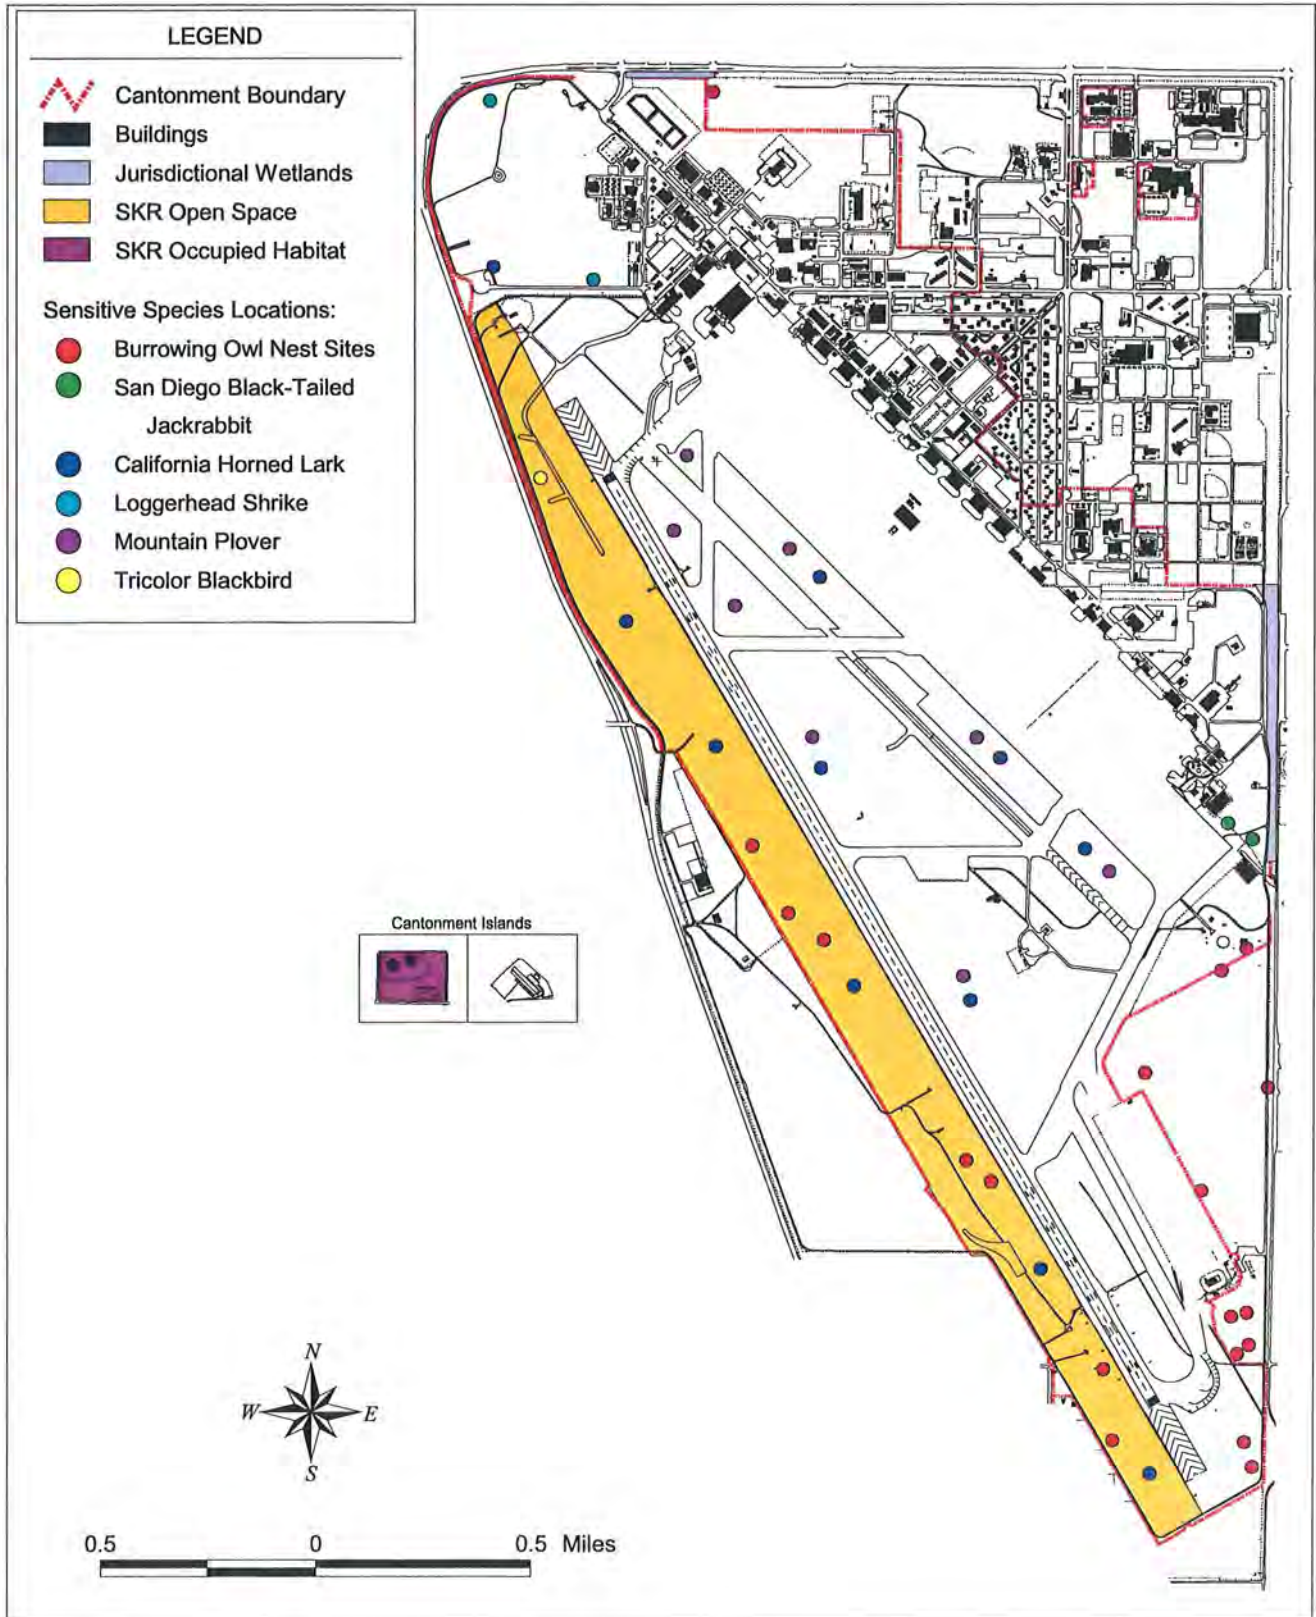 LEGEND
Cantonment Boundary
Buildings
Jurisdictional Wetlands
SKR Open Space
SKR Occupied Habitat
Sensitive Species Locations:
Burrowing Owl Nest Sites
San Diego Black-Tailed
Jackrabbit
California Horned Lark
Loggerhead Shrike
Mountain Plover
Tricolor Blackbird
Cantonment Islands
N
W
E
S
0.5 0 0.5 Miles